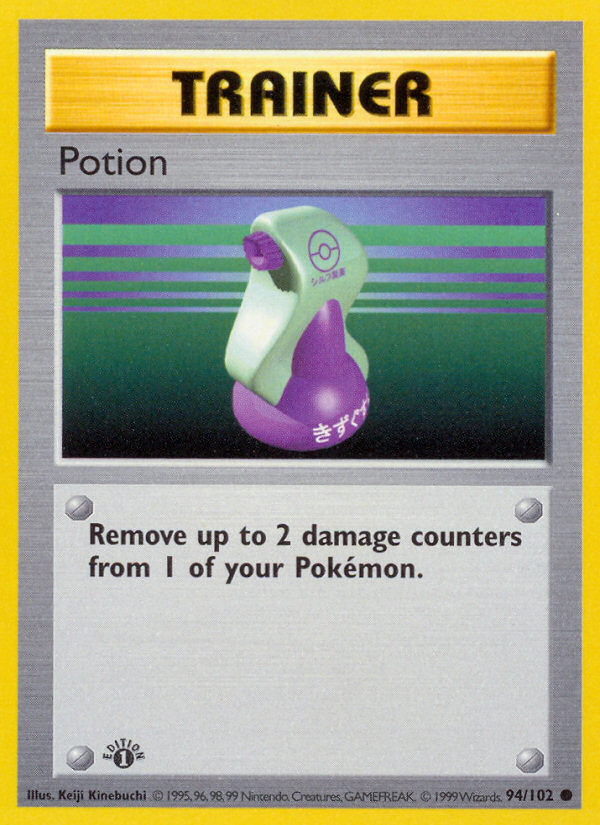 TRAINER
Potion
シルフ製薬
きずぐす
Remove up to 2 damage counters
from 1 of your Pokémon.
EDITION
1
Illus. Keiji Kinebuchi © 1995, 96, 98, 99 Nintendo, Creatures, GAMEFREAK. © 1999 Wizards. 94/102